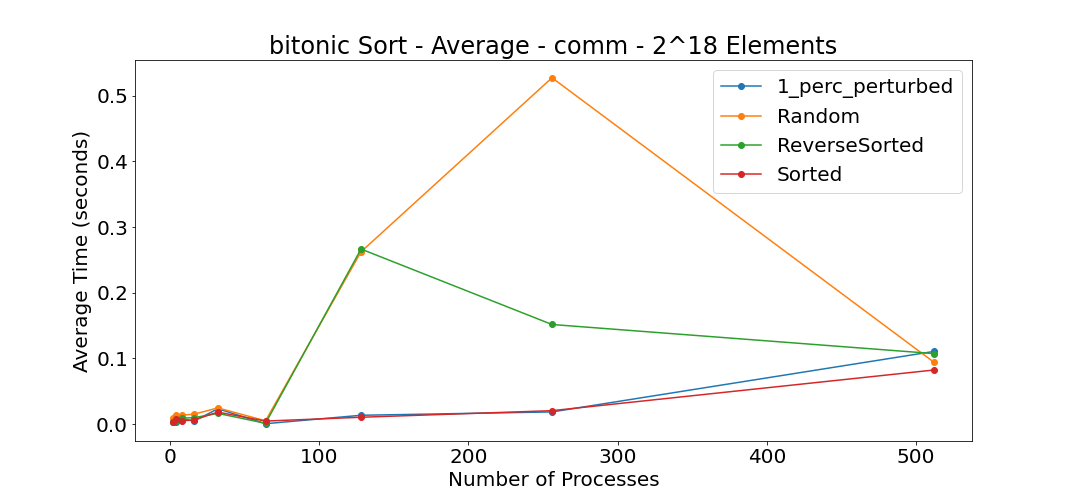 bitonic Sort - Average - comm - 2^18 Elements
Average Time (seconds)
0.5
0.4
0.3
0.2
0.1
0.0
1_perc_perturbed
Random
ReverseSorted
Sorted
0 100 200 300 400 500
Number of Processes